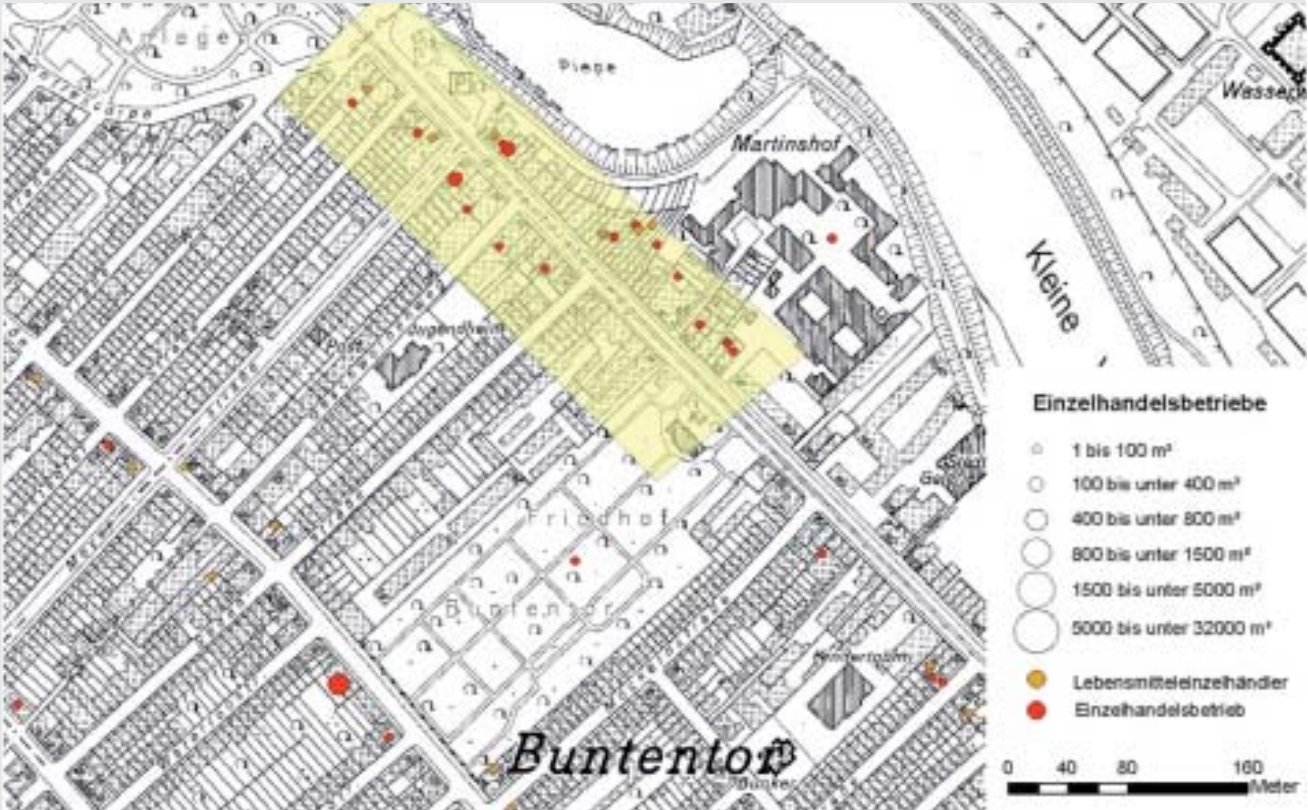 Anlage
Piepe
Martinshof
Kleine
Jugendheim
Post
Friedhof
Buntentor
Buntentor
Bunker
Einzelhandelsbetriebe
1 bis 100 m²
100 bis unter 400 m²
400 bis unter 800 m²
800 bis unter 1500 m²
1500 bis unter 5000 m²
5000 bis unter 32000 m²
Lebensmitteleinzelhändler
Einzelhandelsbetrieb
0 40 80 160
Meter